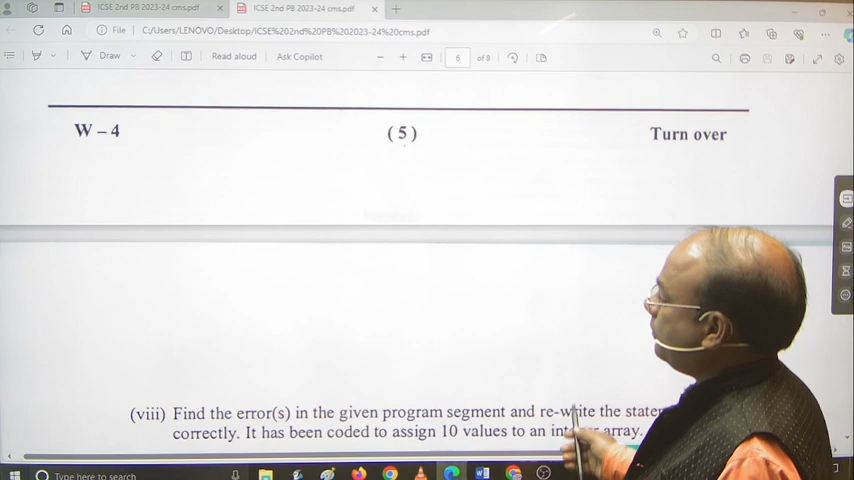 ICSE 2nd PB 2023-24 cms.pdf
ICSE 2nd PB 2023-24 cms.pdf
File
C:/Users/LENOVO/Desktop/ICSE%202nd%20PB%202023-24%20cms.pdf
Draw
Read aloud
Ask Copilot
6
of 8
W – 4
( 5 )
Turn over
(viii) Find the error(s) in the given program segment and re-write the
correctly. It has been coded to assign 10 values to an array.
Type here to search